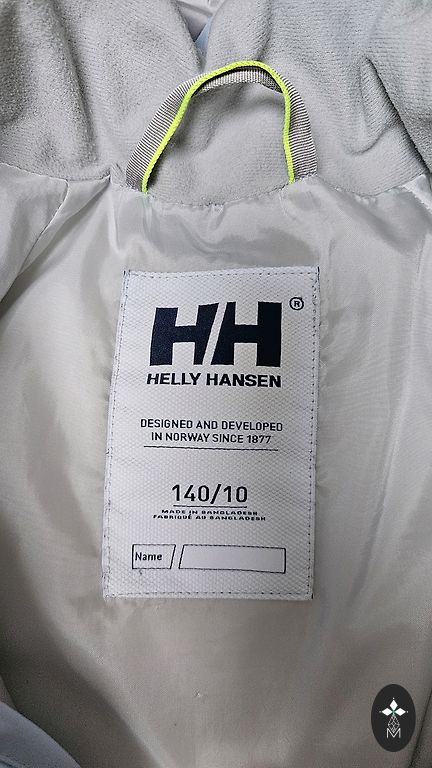 HH®
HELLY HANSEN
DESIGNED AND DEVELOPED
IN NORWAY SINCE 1877
140/10
MADE IN BANGLADESH
FABRIQUÉ AU BANGLADESH
Name
M